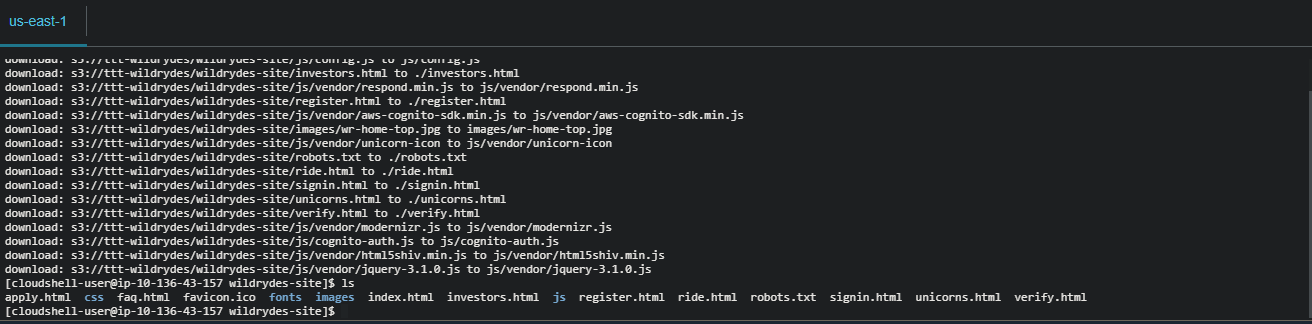 us-east-1
download: s3://ttt-wildrydes/wildrydes-site/js/config.js to js/config.js
download: s3://ttt-wildrydes/wildrydes-site/investors.html to ./investors.html
download: s3://ttt-wildrydes/wildrydes-site/js/vendor/respond.min.js to js/vendor/respond.min.js
download: s3://ttt-wildrydes/wildrydes-site/register.html to ./register.html
download: s3://ttt-wildrydes/wildrydes-site/js/vendor/aws-cognito-sdk.min.js to js/vendor/aws-cognito-sdk.min.js
download: s3://ttt-wildrydes/wildrydes-site/images/wr-home-top.jpg to images/wr-home-top.jpg
download: s3://ttt-wildrydes/wildrydes-site/js/vendor/unicorn-icon to js/vendor/unicorn-icon
download: s3://ttt-wildrydes/wildrydes-site/robots.txt to ./robots.txt
download: s3://ttt-wildrydes/wildrydes-site/ride.html to ./ride.html
download: s3://ttt-wildrydes/wildrydes-site/signin.html to ./signin.html
download: s3://ttt-wildrydes/wildrydes-site/unicorns.html to ./unicorns.html
download: s3://ttt-wildrydes/wildrydes-site/verify.html to ./verify.html
download: s3://ttt-wildrydes/wildrydes-site/js/vendor/modernizr.js to js/vendor/modernizr.js
download: s3://ttt-wildrydes/wildrydes-site/js/cognito-auth.js to js/cognito-auth.js
download: s3://ttt-wildrydes/wildrydes-site/js/vendor/html5shiv.min.js to js/vendor/html5shiv.min.js
download: s3://ttt-wildrydes/wildrydes-site/js/vendor/jquery-3.1.0.js to js/vendor/jquery-3.1.0.js
[cloudshell-user@ip-10-136-43-157 wildrydes-site]$ ls
apply.html css faq.html favicon.ico fonts images index.html investors.html js register.html ride.html robots.txt signin.html unicorns.html verify.html
[cloudshell-user@ip-10-136-43-157 wildrydes-site]$